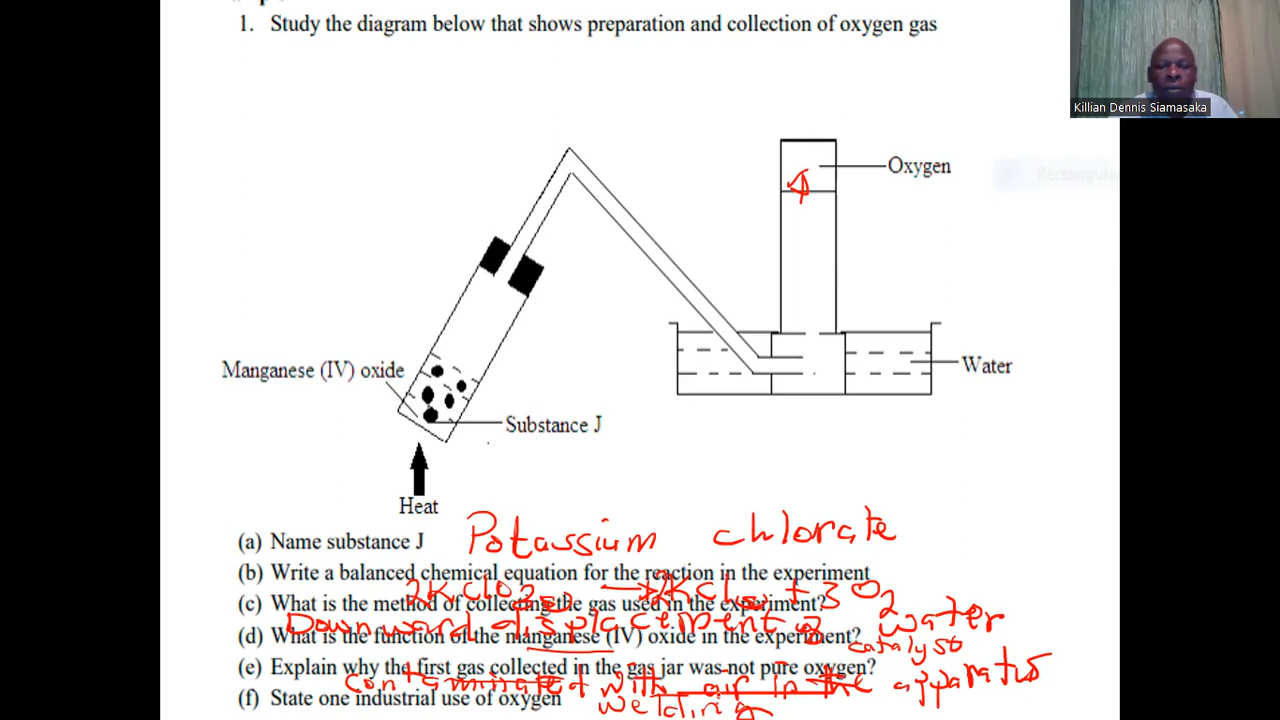 1. Study the diagram below that shows preparation and collection of oxygen gas
Killian Dennis Siamasaka
Oxygen
Rectangular
Manganese (IV) oxide
Water
Substance J
Heat
(a) Name substance J Potassium chlorate
(b) Write a balanced chemical equation for the reaction in the experiment
2KClO3(s) → 2KCl(s) + 3O2
(c) What is the method of collecting the gas used in the experiment?
Downward displacement of water
(d) What is the function of the manganese (IV) oxide in the experiment?
catalyst
(e) Explain why the first gas collected in the gas jar was not pure oxygen?
contaminated with air in the apparatus
(f) State one industrial use of oxygen
welding